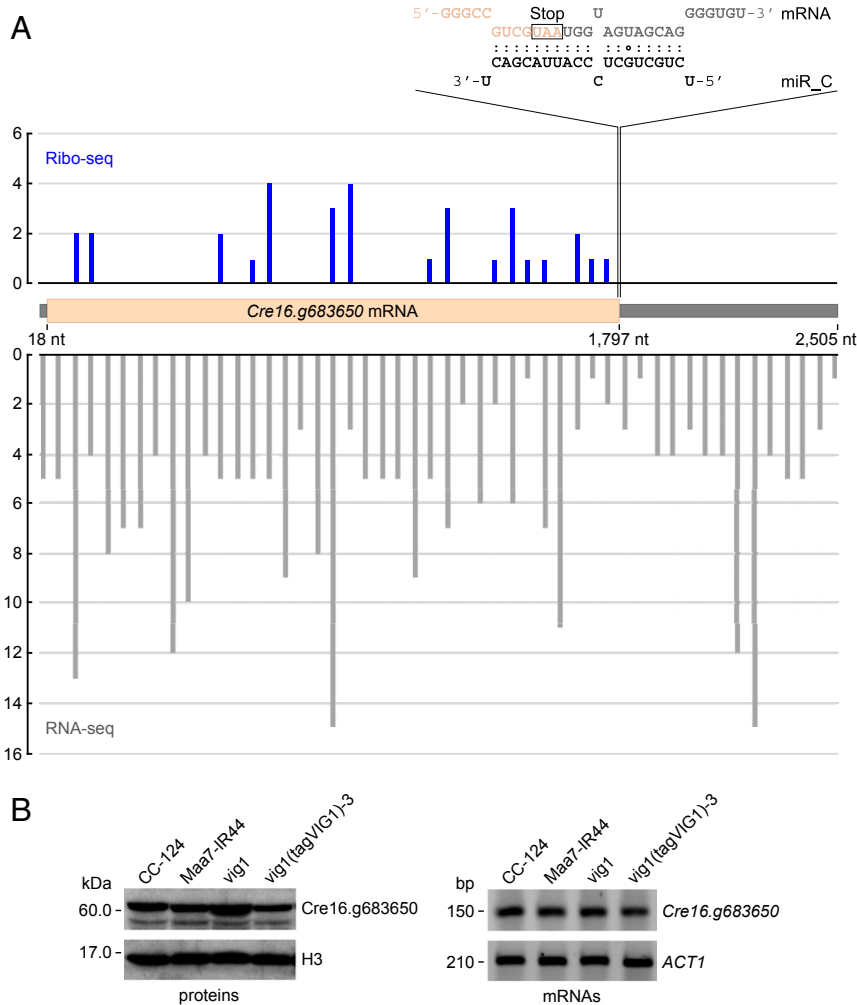 A
5′-GGGCC Stop U GGGUGU-3′ mRNA
GUCGUAAUGG AGUAGCAG
CAGCAUUACC UCGUCGUC
3′-U C U-5′ miR_C
6
Ribo-seq
4
2
0
Cre16.g683650 mRNA
18 nt 1,797 nt 2,505 nt
0
2
4
6
8
10
12
14
RNA-seq
16
B
CC-124 Maa7-IR44 vig1 vig1(tagVIG1)-3
kDa
60.0 - Cre16.g683650
17.0 - H3
proteins
CC-124 Maa7-IR44 vig1 vig1(tagVIG1)-3
bp
150 - Cre16.g683650
210 - ACT1
mRNAs